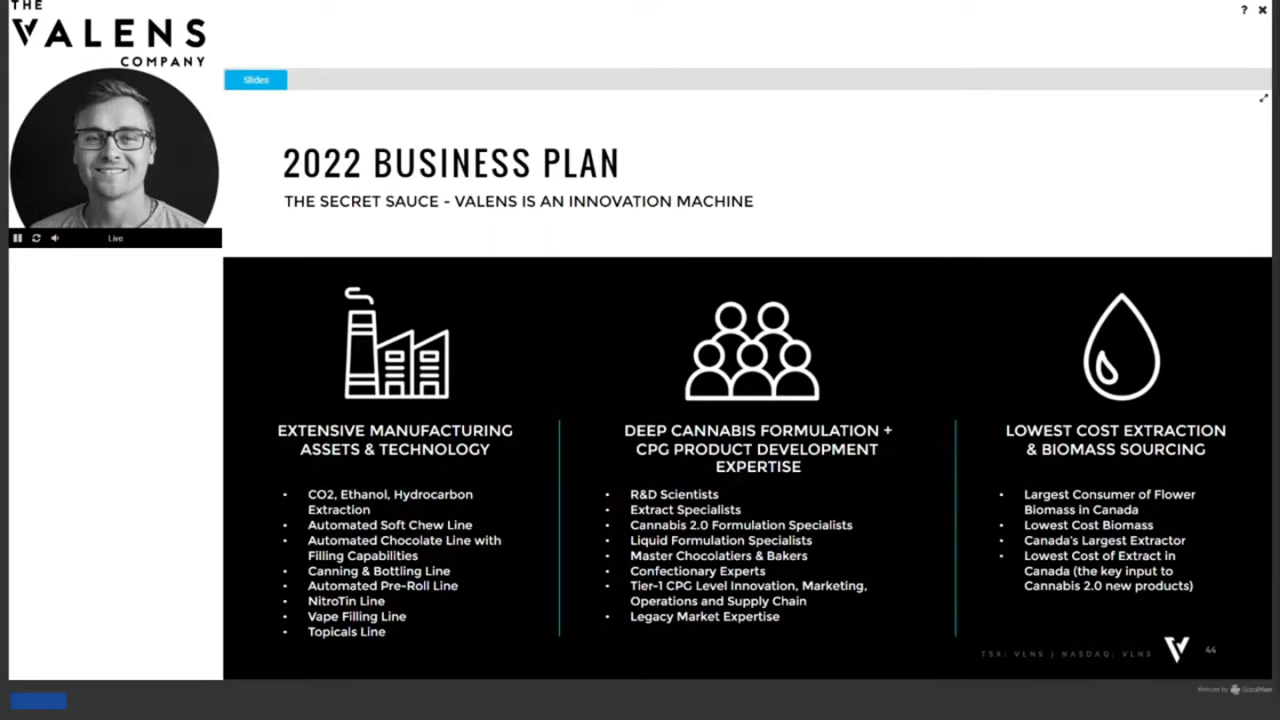 THE
VALENS
COMPANY
? ×
Slides
Live
2022 BUSINESS PLAN
THE SECRET SAUCE - VALENS IS AN INNOVATION MACHINE
EXTENSIVE MANUFACTURING
ASSETS & TECHNOLOGY
• CO2, Ethanol, Hydrocarbon
Extraction
• Automated Soft Chew Line
• Automated Chocolate Line with
Filling Capabilities
• Canning & Bottling Line
• Automated Pre-Roll Line
• NitroTin Line
• Vape Filling Line
• Topicals Line
DEEP CANNABIS FORMULATION +
CPG PRODUCT DEVELOPMENT
EXPERTISE
• R&D Scientists
• Extract Specialists
• Cannabis 2.0 Formulation Specialists
• Liquid Formulation Specialists
• Master Chocolatiers & Bakers
• Confectionary Experts
• Tier-1 CPG Level Innovation, Marketing,
Operations and Supply Chain
• Legacy Market Expertise
LOWEST COST EXTRACTION
& BIOMASS SOURCING
• Largest Consumer of Flower
Biomass in Canada
• Lowest Cost Biomass
• Canada's Largest Extractor
• Lowest Cost of Extract in
Canada (the key input to
Cannabis 2.0 new products)
TSX: VLNS | NASDAQ: VLNS 44
Webcast by GlobalMeet